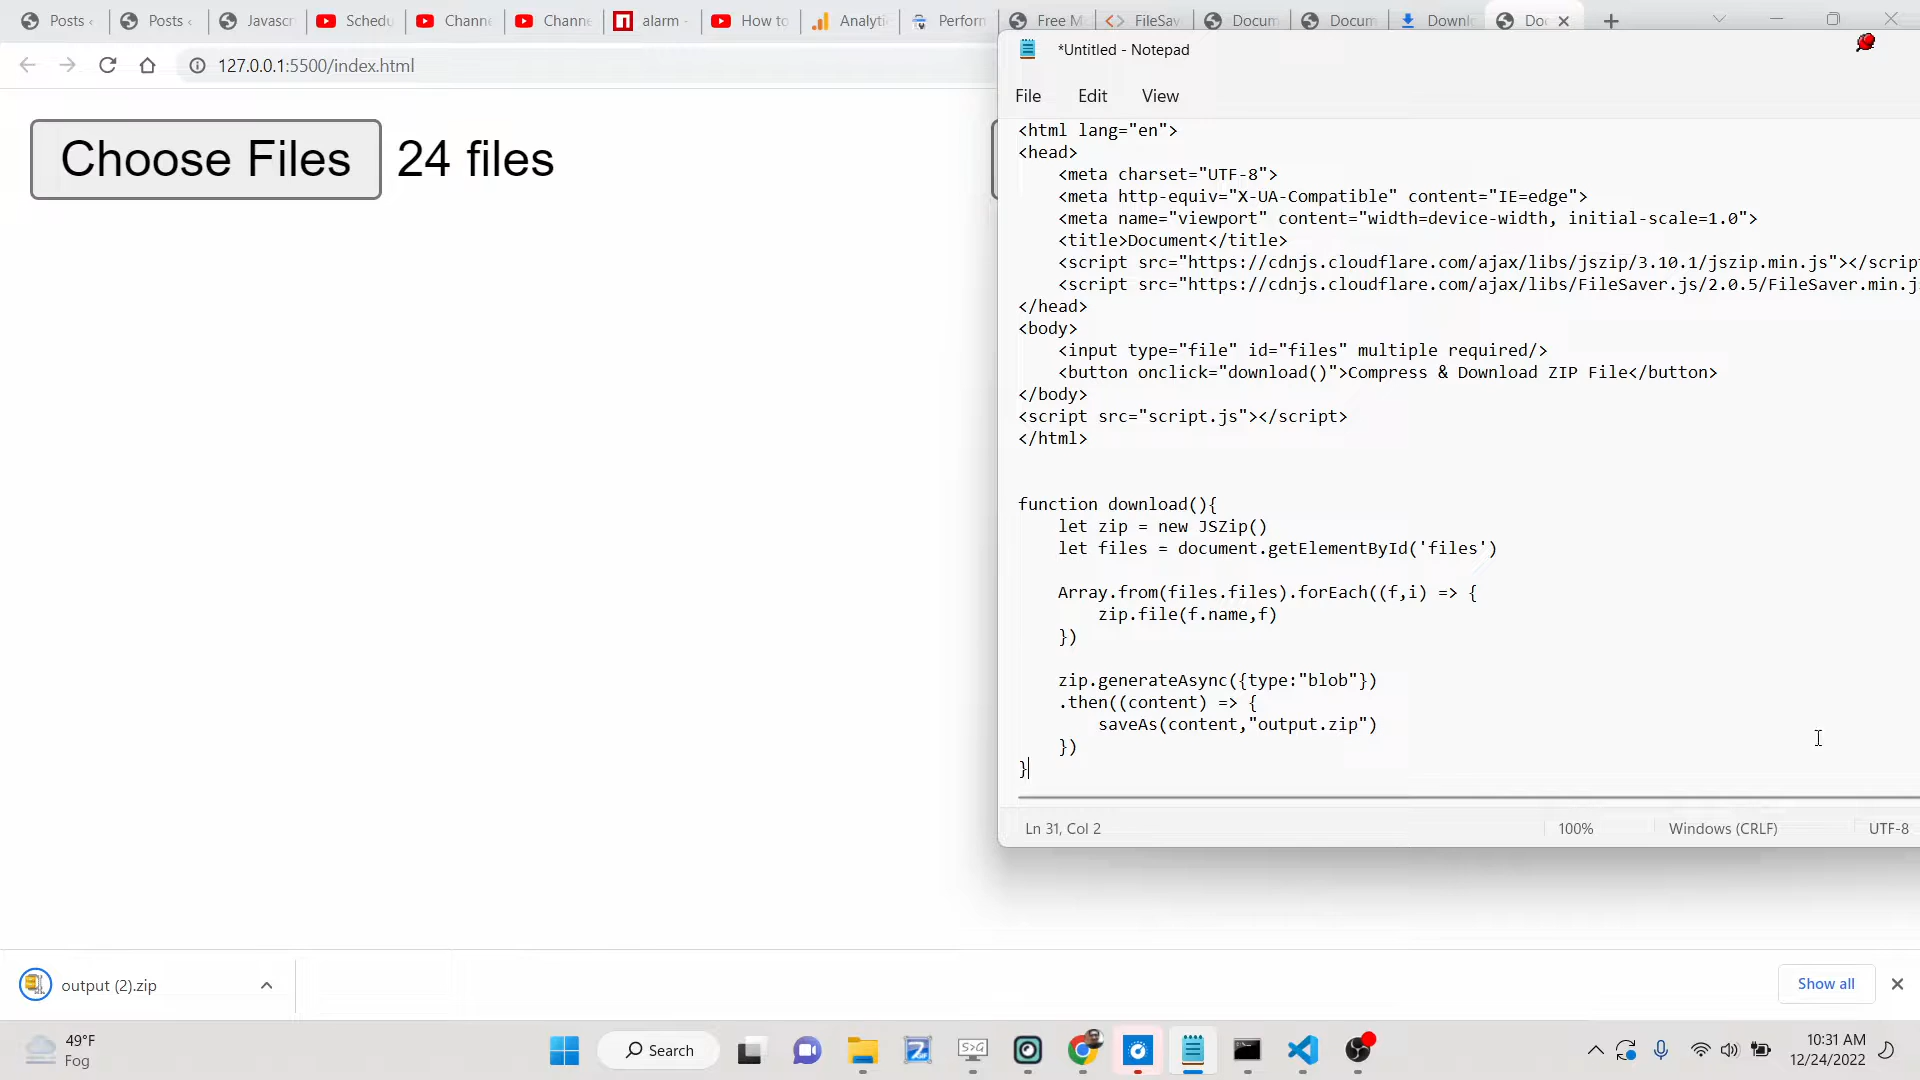 Posts
Posts
Javascr
Schedu
Chann
Chann
alarm -
How to
Analyti
Perform
Free M
FileSav
Docum
Docum
Downl
Do
127.0.0.1:5500/index.html
Choose Files 24 files
*Untitled - Notepad
File Edit View
<html lang="en">
<head>
<meta charset="UTF-8">
<meta http-equiv="X-UA-Compatible" content="IE=edge">
<meta name="viewport" content="width=device-width, initial-scale=1.0">
<title>Document</title>
<script src="https://cdnjs.cloudflare.com/ajax/libs/jszip/3.10.1/jszip.min.js"></scrip
<script src="https://cdnjs.cloudflare.com/ajax/libs/FileSaver.js/2.0.5/FileSaver.min.js
</head>
<body>
<input type="file" id="files" multiple required/>
<button onclick="download()">Compress & Download ZIP File</button>
</body>
<script src="script.js"></script>
</html>
function download(){
let zip = new JSZip()
let files = document.getElementById('files')
Array.from(files.files).forEach((f,i) => {
zip.file(f.name,f)
})
zip.generateAsync({type:"blob"})
.then((content) => {
saveAs(content,"output.zip")
})
}
Ln 31, Col 2 100% Windows (CRLF) UTF-8
output (2).zip
Show all
49°F
Fog
Search
S>G
10:31 AM
12/24/2022